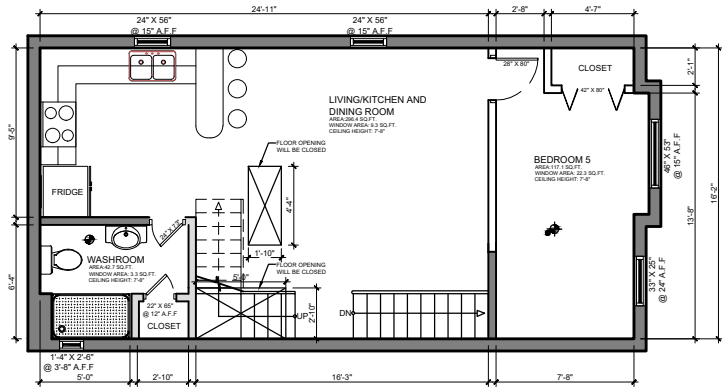 24'-11"
2'-8"
4'-7"
24" X 56"
@ 15" A.F.F
24" X 56"
@ 15" A.F.F
28" X 80"
CLOSET
42" X 80"
2'-1"
LIVING/KITCHEN AND
DINING ROOM
AREA:296.4 SQ.FT.
WINDOW AREA: 9.3 SQ.FT.
CEILING HEIGHT: 7'-8"
9'-5"
FLOOR OPENING
WILL BE CLOSED
BEDROOM 5
AREA:117.1 SQ.FT.
WINDOW AREA: 22.3 SQ.FT.
CEILING HEIGHT: 7'-8"
46" X 53"
@ 15" A.F.F
16'-2"
13'-8"
FRIDGE
4'-4"
24" X 73"
1'-10"
WASHROOM
AREA:42.7 SQ.FT.
WINDOW AREA: 3.3 SQ.FT.
CEILING HEIGHT: 7'-8"
6'-4"
FLOOR OPENING
WILL BE CLOSED
5'-0"
33" X 25"
@ 24" A.F.F
22" X 65"
@ 12" A.F.F
CLOSET
2'-10"
UP
DN
1'-4" X 2'-6"
@ 3'-8" A.F.F
5'-0"
2'-10"
16'-3"
7'-8"